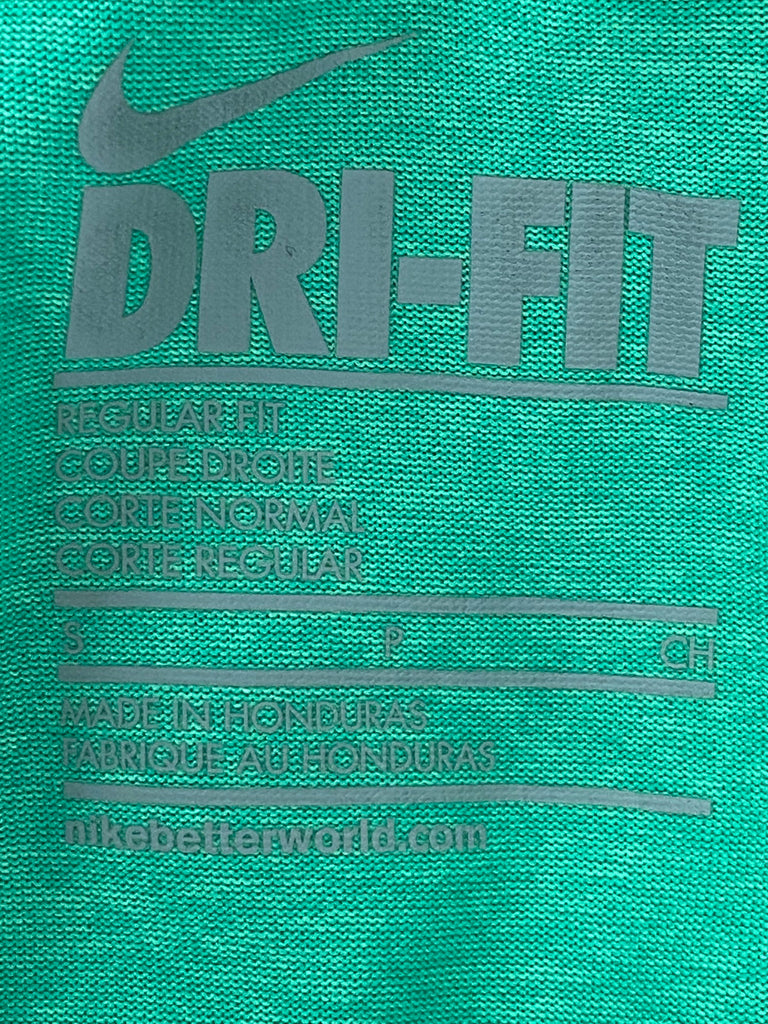 DRI-FIT
REGULAR FIT
COUPE DROITE
CORTE NORMAL
CORTE REGULAR
S P CH
MADE IN HONDURAS
FABRIQUE AU HONDURAS
nikebetterworld.com